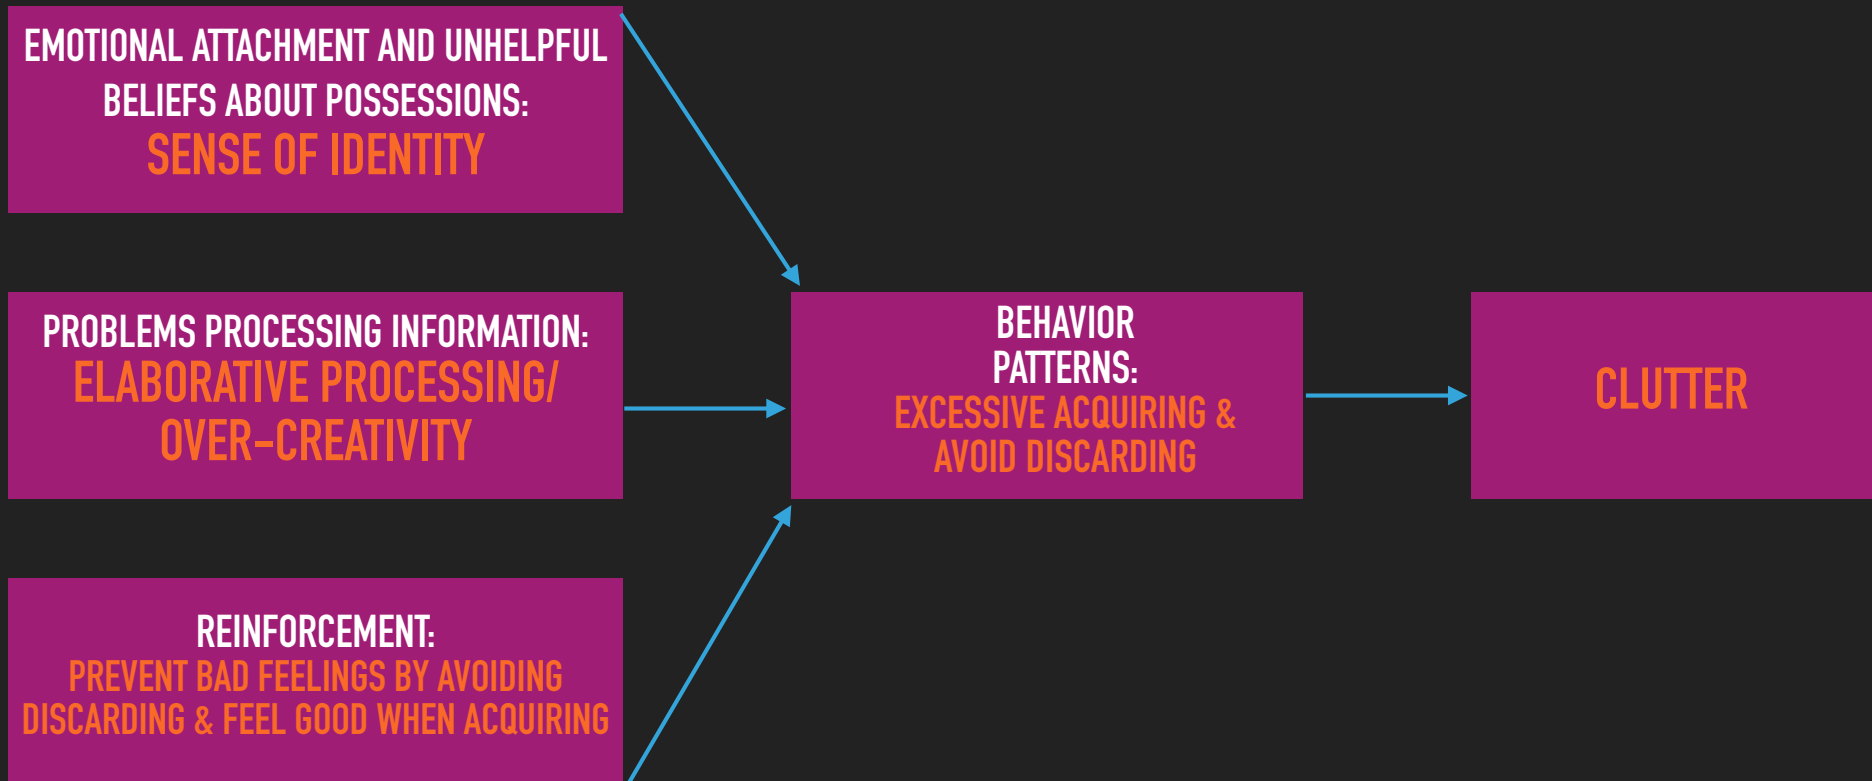 EMOTIONAL ATTACHMENT AND UNHELPFUL
BELIEFS ABOUT POSSESSIONS:
SENSE OF IDENTITY
PROBLEMS PROCESSING INFORMATION:
ELABORATIVE PROCESSING/
OVER-CREATIVITY
REINFORCEMENT:
PREVENT BAD FEELINGS BY AVOIDING
DISCARDING & FEEL GOOD WHEN ACQUIRING
BEHAVIOR
PATTERNS:
EXCESSIVE ACQUIRING &
AVOID DISCARDING
CLUTTER